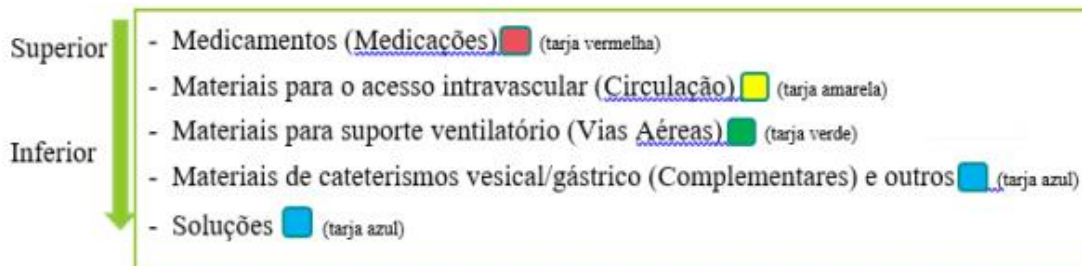 Superior
- Medicamentos (Medicações) (tarja vermelha)
- Materiais para o acesso intravascular (Circulação) (tarja amarela)
- Materiais para suporte ventilatório (Vias Aéreas) (tarja verde)
Inferior
- Materiais de cateterismos vesical/gástrico (Complementares) e outros (tarja azul)
- Soluções (tarja azul)